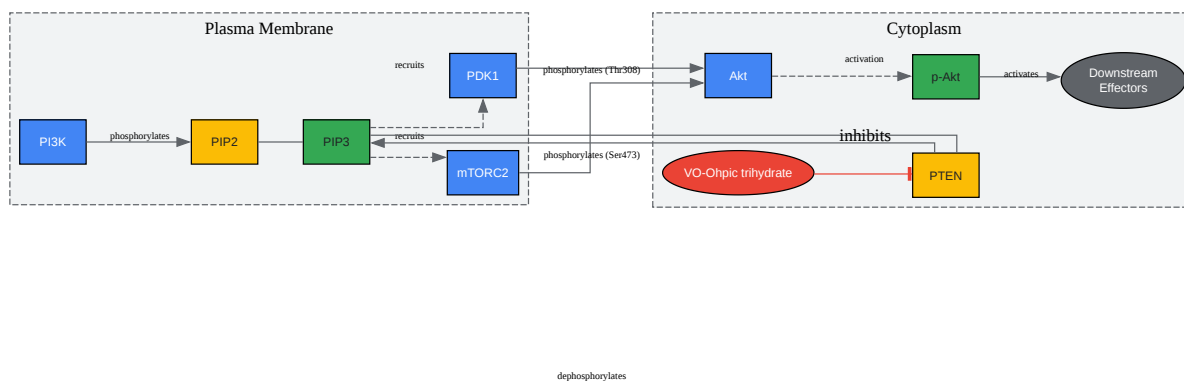 Plasma Membrane
Cytoplasm
recruits
PDK1
phosphorylates (Thr308)
Akt
activation
p-Akt
activates
Downstream
Effectors
PI3K
phosphorylates
PIP2
PIP3
recruits
inhibits
mTORC2
phosphorylates (Ser473)
VO-Ohpic trihydrate
PTEN
dephosphorylates